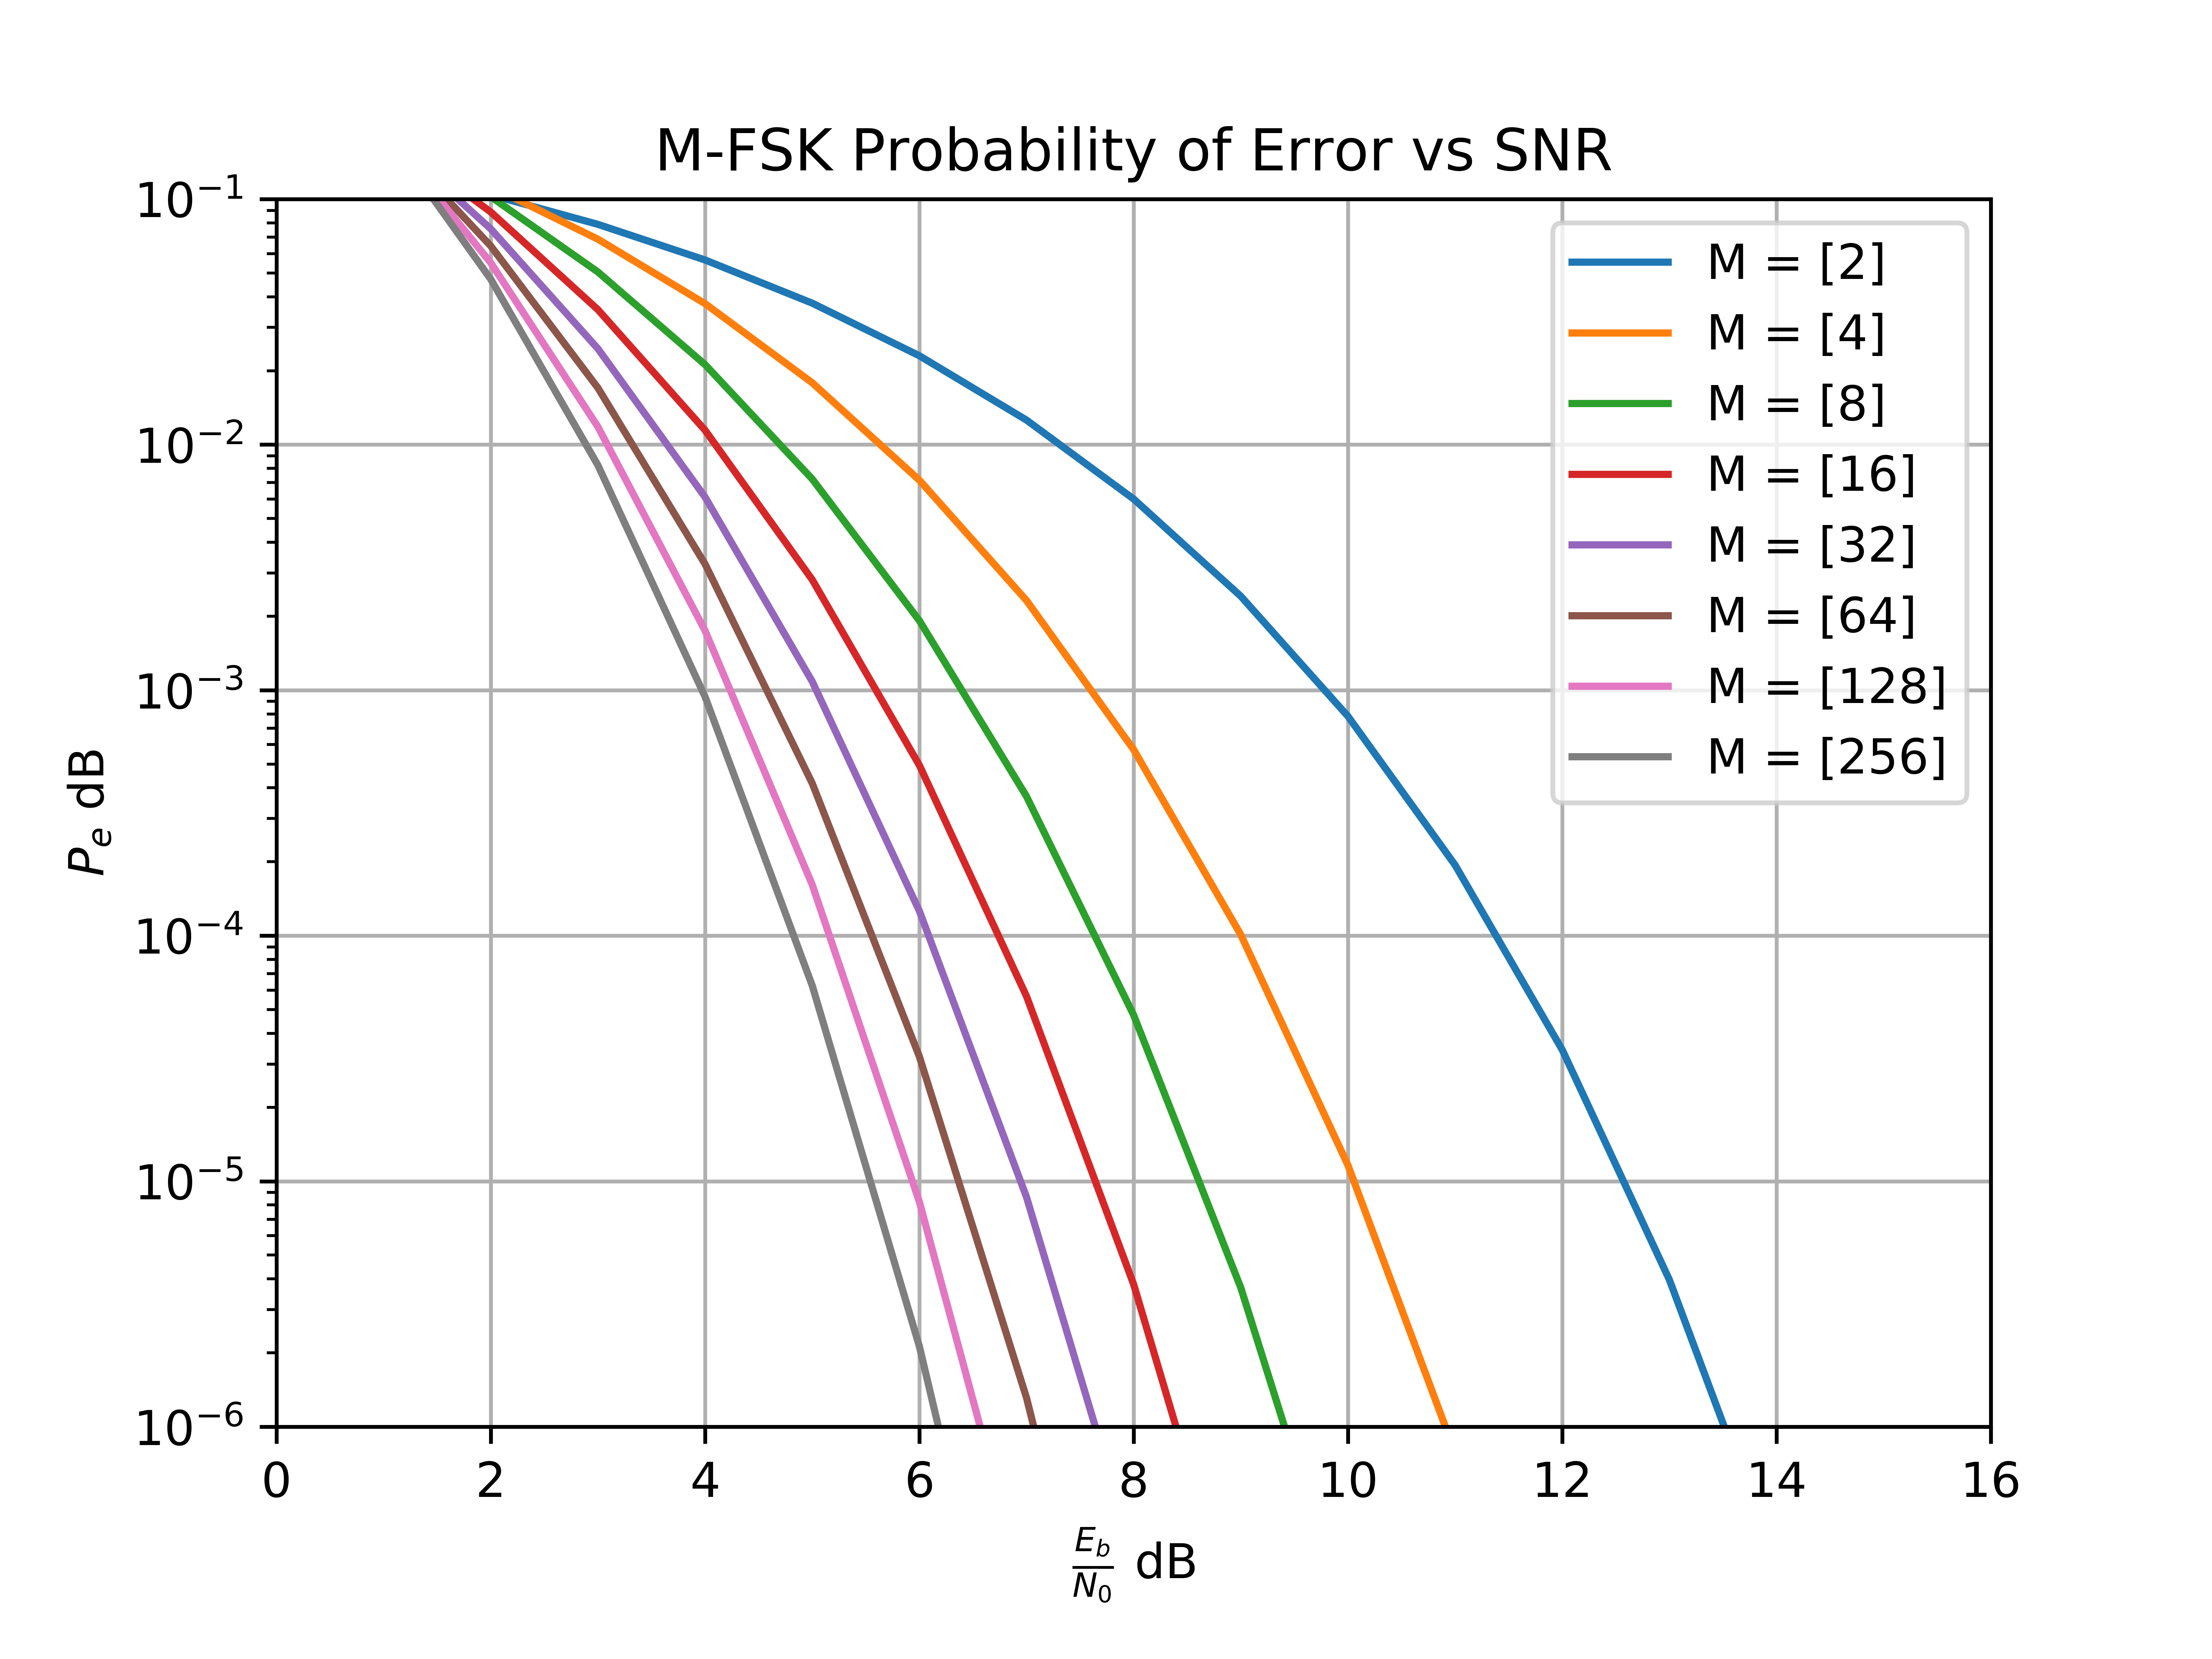 M-FSK Probability of Error vs SNR
10⁻¹
10⁻²
10⁻³
10⁻⁴
10⁻⁵
10⁻⁶
Pₑ dB
M = [2]
M = [4]
M = [8]
M = [16]
M = [32]
M = [64]
M = [128]
M = [256]
0 2 4 6 8 10 12 14 16
E_b/N_0 dB